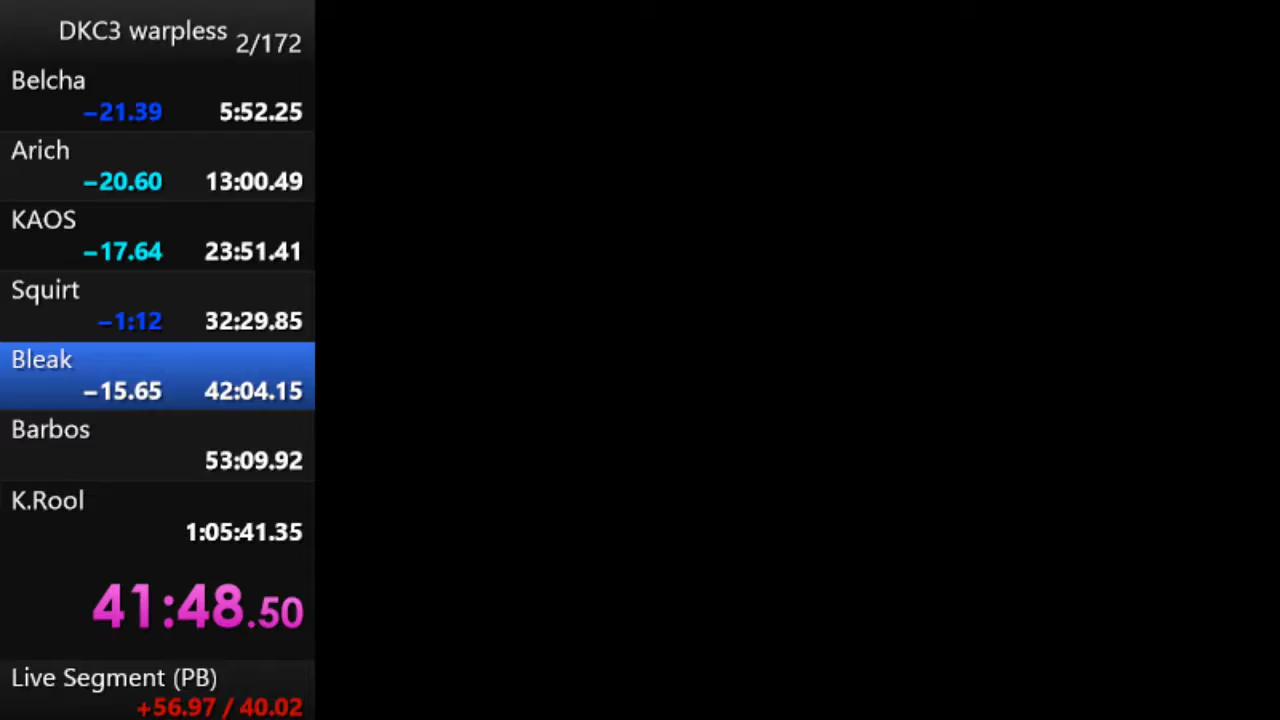 DKC3 warpless 2/172
Belcha
−21.39 5:52.25
Arich
−20.60 13:00.49
KAOS
−17.64 23:51.41
Squirt
−1:12 32:29.85
Bleak
−15.65 42:04.15
Barbos
53:09.92
K.Rool
1:05:41.35
41:48.50
Live Segment (PB)
+56.97 / 40.02